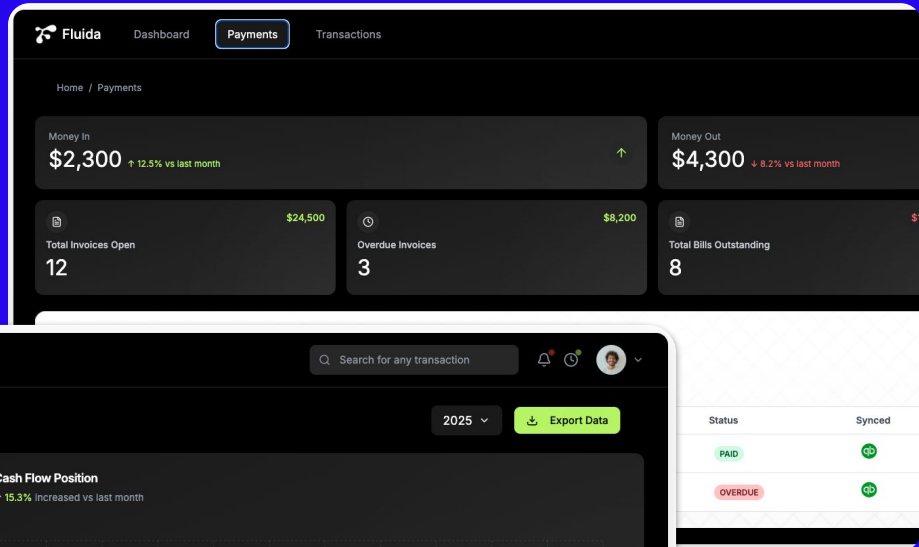 Fluida Dashboard Payments Transactions
Home / Payments
Money In
$2,300 ↑ 12.5% vs last month
Money Out
$4,300 ↓ 8.2% vs last month
$24,500
Total Invoices Open
12
$8,200
Overdue Invoices
3
Total Bills Outstanding
8
Search for any transaction
2025 Export Data
Cash Flow Position
15.3% increased vs last month
Status Synced
PAID qb
OVERDUE qb